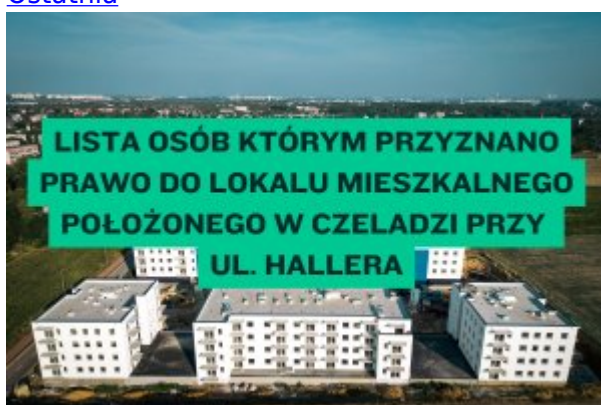 Ostatnia
LISTA OSÓB KTÓRYM PRZYZNANO
PRAWO DO LOKALU MIESZKALNEGO
POŁOŻONEGO W CZELADZI PRZY
UL. HALLERA